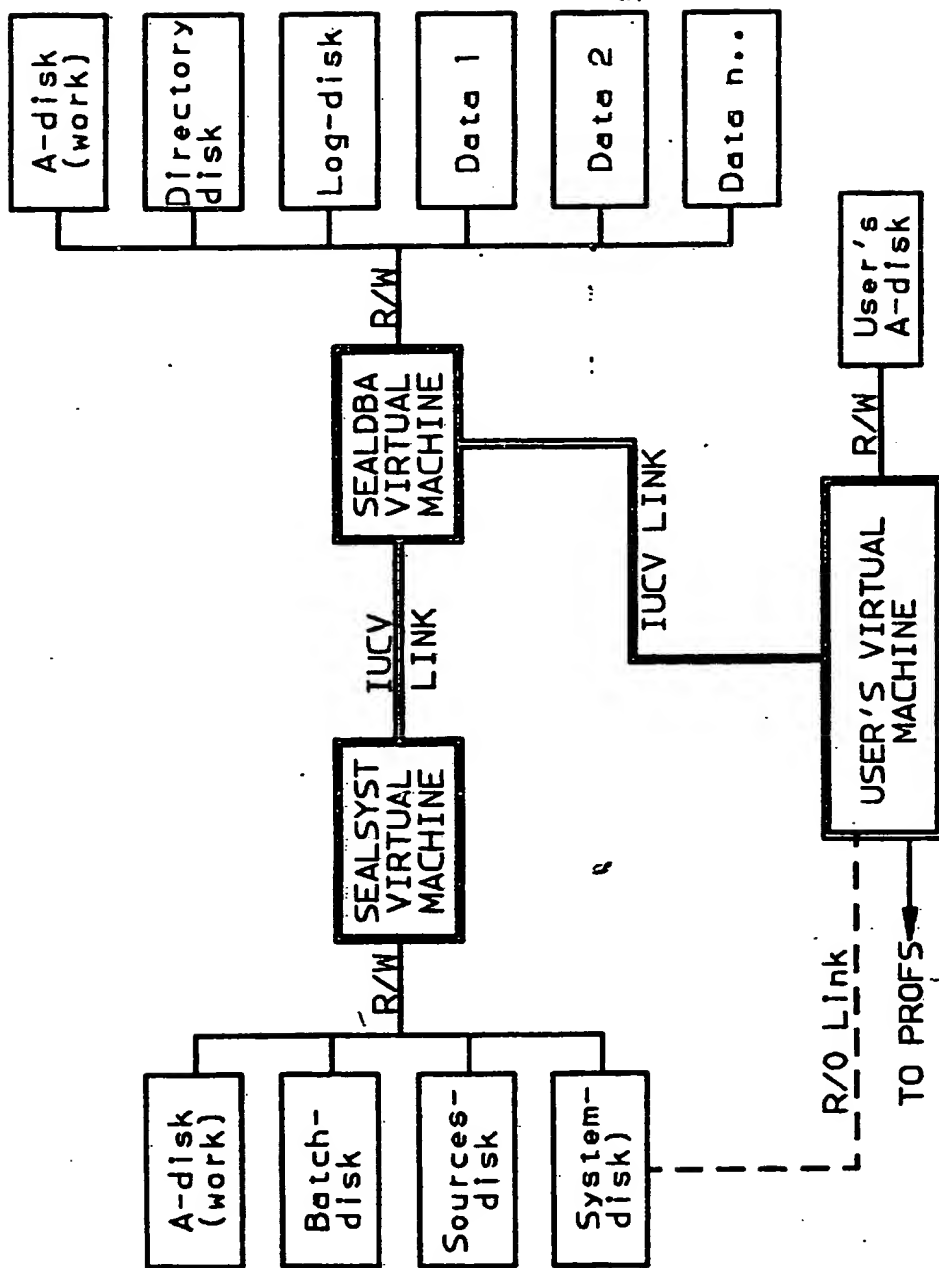 A-disk
(work)
Batch-
disk
Sources-
disk
System-
disk)
R/W
SEALSYST
VIRTUAL
MACHINE
IUCV
LINK
SEALDBA
VIRTUAL
MACHINE
R/W
A-disk
(work)
Directory
disk
Log-disk
Data 1
Data 2
Data n..
IUCV LINK
R/O Link
TO PROFS
USER'S VIRTUAL
MACHINE
R/W
User's
A-disk